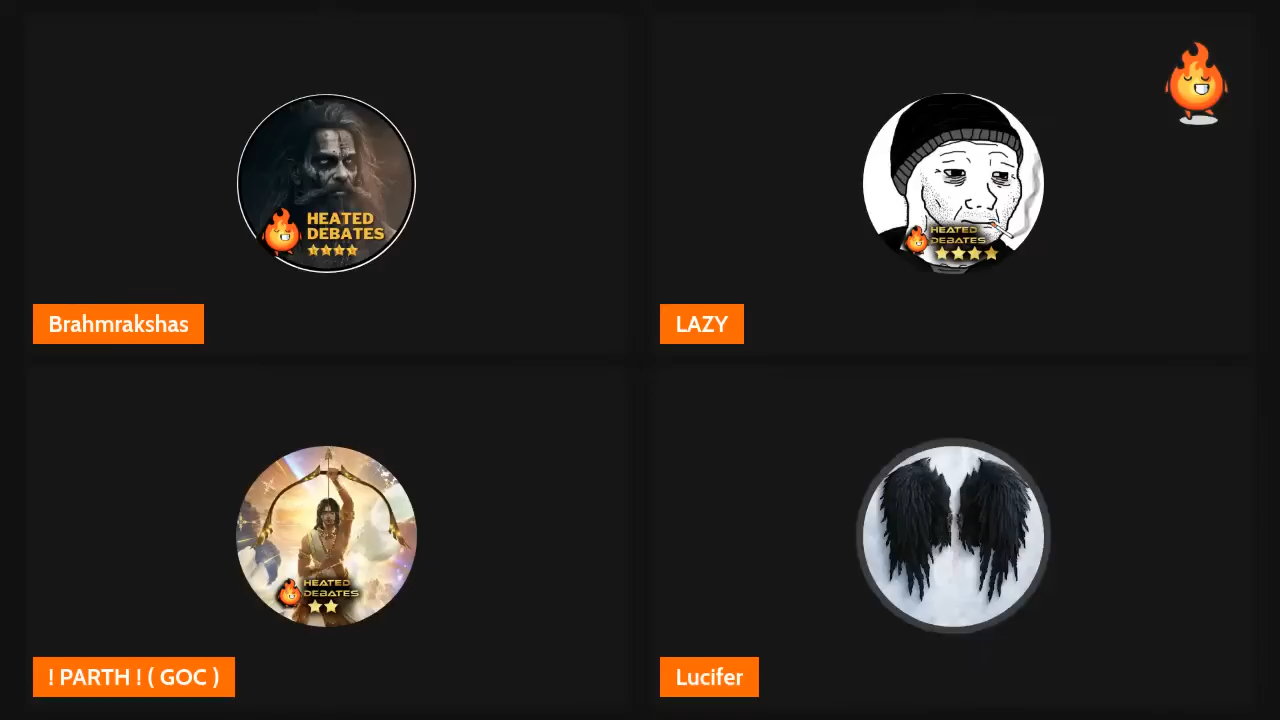 HEATED
DEBATES
Brahmrakshas
HEATED
DEBATES
LAZY
HEATED
DEBATES
! PARTH ! ( GOC )
Lucifer